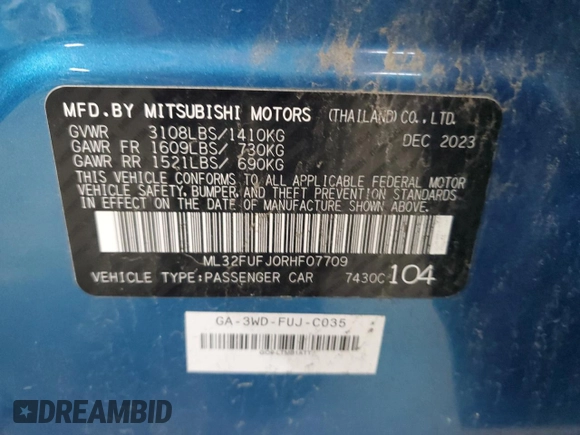 MFD.BY MITSUBISHI MOTORS (THAILAND)CO.,LTD.
GVWR 3108LBS/1410KG DEC 2023
GAWR FR 1609LBS/ 730KG
GAWR RR 1521LBS/ 690KG
THIS VEHICLE CONFORMS TO ALL APPLICABLE FEDERAL MOTOR
VEHICLE SAFETY, BUMPER, AND THEFT PREVENTION STANDARDS
IN EFFECT ON THE DATE OF MANUFACTURE SHOWN ABOVE.
ML32FUFJ0RHF07709
VEHICLE TYPE:PASSENGER CAR 7430C104
GA-3WD-FUJ-C035
DREAMBID